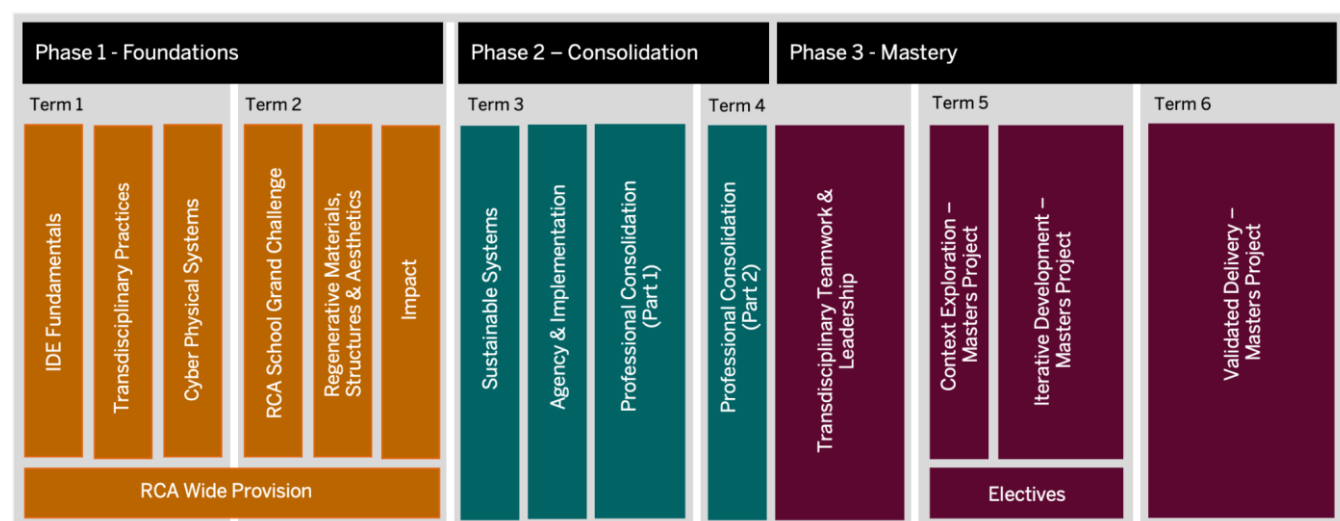 Phase 1 - Foundations
Phase 2 – Consolidation
Phase 3 - Mastery
Term 1
Term 2
Term 3
Term 4
Term 5
Term 6
IDE Fundamentals
Transdisciplinary Practices
Cyber Physical Systems
RCA School Grand Challenge
Regenerative Materials,
Structures & Aesthetics
Impact
Sustainable Systems
Agency & Implementation
Professional Consolidation
(Part 1)
Professional Consolidation
(Part 2)
Transdisciplinary Teamwork &
Leadership
Context Exploration –
Masters Project
Iterative Development –
Masters Project
Validated Delivery –
Masters Project
RCA Wide Provision
Electives